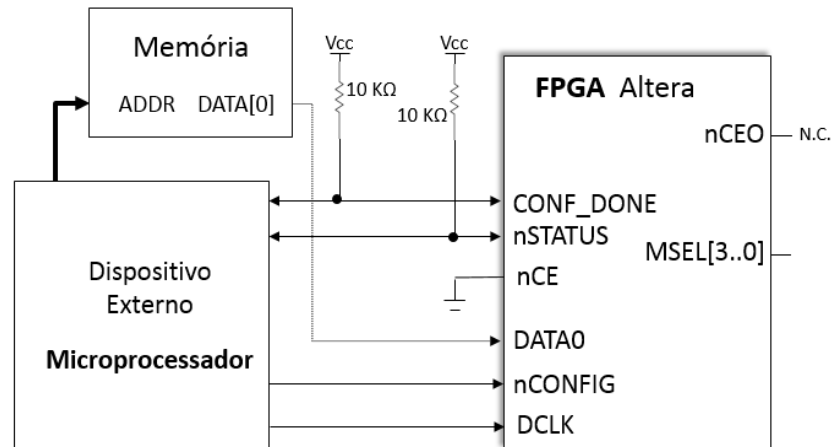 Memória
ADDR DATA[0]
Vcc
10 KΩ
Vcc
10 KΩ
FPGA Altera
nCEO
N.C.
CONF_DONE
nSTATUS
MSEL[3..0]
nCE
Dispositivo
Externo
Microprocessador
DATA0
nCONFIG
DCLK